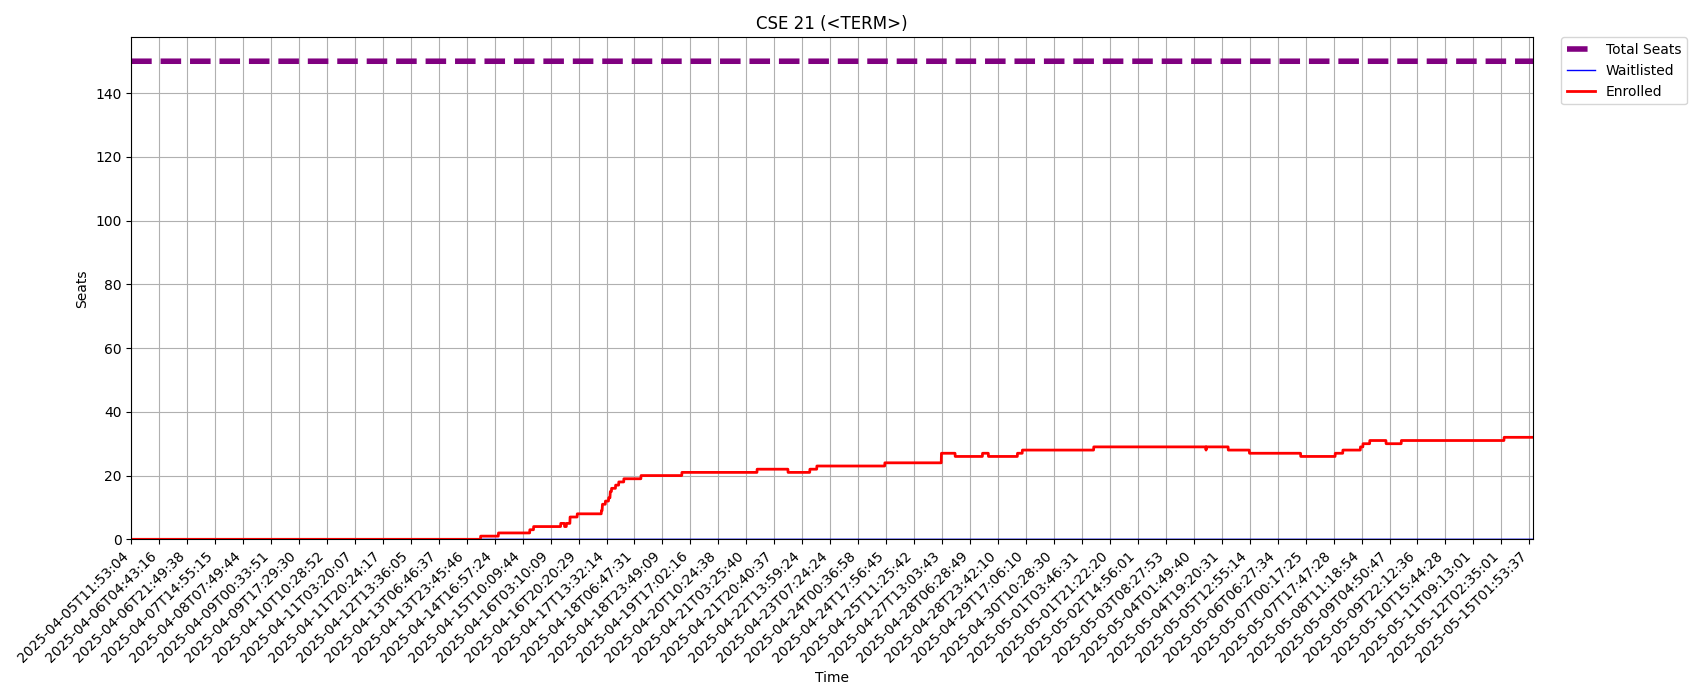 CSE 21 (<TERM>)
Total Seats
Waitlisted
Enrolled
Seats
140
120
100
80
60
40
20
0
2025-04-05T11:53:04
2025-04-06T04:43:16
2025-04-06T21:49:38
2025-04-07T14:55:15
2025-04-08T07:49:44
2025-04-09T00:33:51
2025-04-09T17:29:30
2025-04-10T10:28:52
2025-04-11T03:20:07
2025-04-11T20:24:17
2025-04-12T13:36:05
2025-04-13T06:46:37
2025-04-13T23:45:46
2025-04-14T16:57:24
2025-04-15T10:09:44
2025-04-16T03:10:09
2025-04-16T20:20:29
2025-04-17T13:32:14
2025-04-18T06:47:31
2025-04-18T23:49:09
2025-04-19T17:02:16
2025-04-20T10:24:38
2025-04-21T03:25:40
2025-04-21T20:40:37
2025-04-22T13:59:24
2025-04-23T07:24:24
2025-04-24T00:36:58
2025-04-24T17:56:45
2025-04-25T11:25:42
2025-04-27T13:03:43
2025-04-28T06:28:49
2025-04-28T23:42:10
2025-04-29T17:06:10
2025-04-30T10:28:30
2025-05-01T03:46:31
2025-05-01T21:22:20
2025-05-02T14:56:01
2025-05-03T08:27:53
2025-05-04T01:49:40
2025-05-04T19:20:31
2025-05-05T12:55:14
2025-05-06T06:27:34
2025-05-07T00:17:25
2025-05-07T17:47:28
2025-05-08T11:18:54
2025-05-09T04:50:47
2025-05-09T22:12:36
2025-05-10T15:44:28
2025-05-11T09:13:01
2025-05-12T02:35:01
2025-05-15T01:53:37
Time